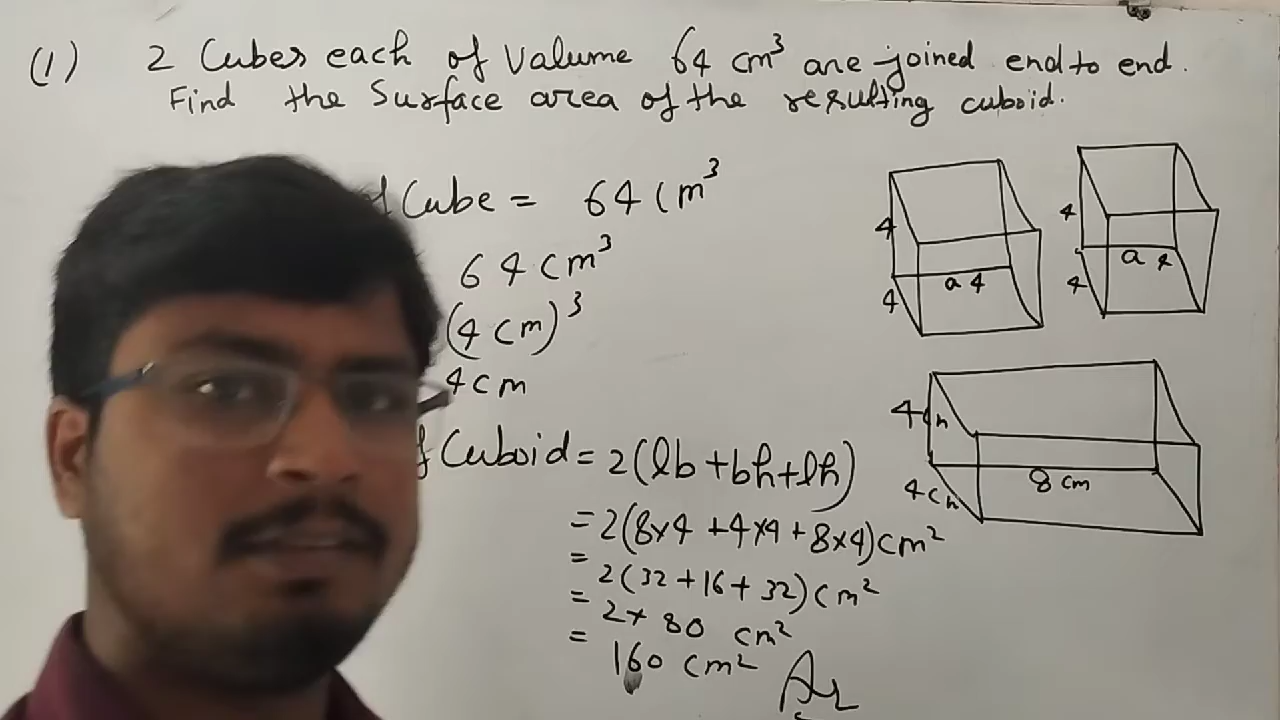 (1) 2 Cubes each of Valume 64 cm³ are joined end to end.
Find the Surface area of the resulting cuboid.
of Cube = 64 cm³
64 cm³
(4 cm)³
4 cm
of Cuboid = 2(lb + bh + lh)
= 2(8×4 + 4×4 + 8×4) cm²
= 2(32 + 16 + 32) cm²
= 2× 80 cm²
= 160 cm²
4
4
a 4
4
4
a 4
4 cm
4 cm
8 cm